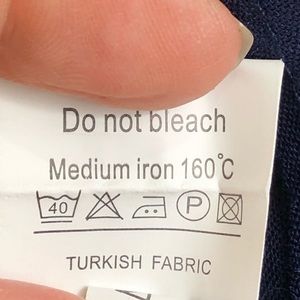 Do not bleach
Medium iron 160℃
40 P
TURKISH FABRIC